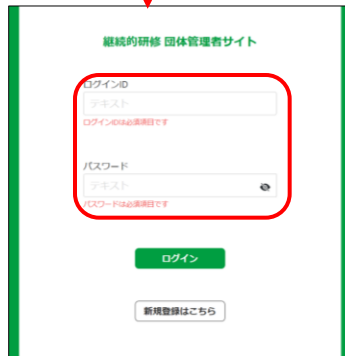 継続的研修 団体管理者サイト
ログインID
テキスト
ログインIDは必須項目です
パスワード
テキスト
パスワードは必須項目です
ログイン
新規登録はこちら